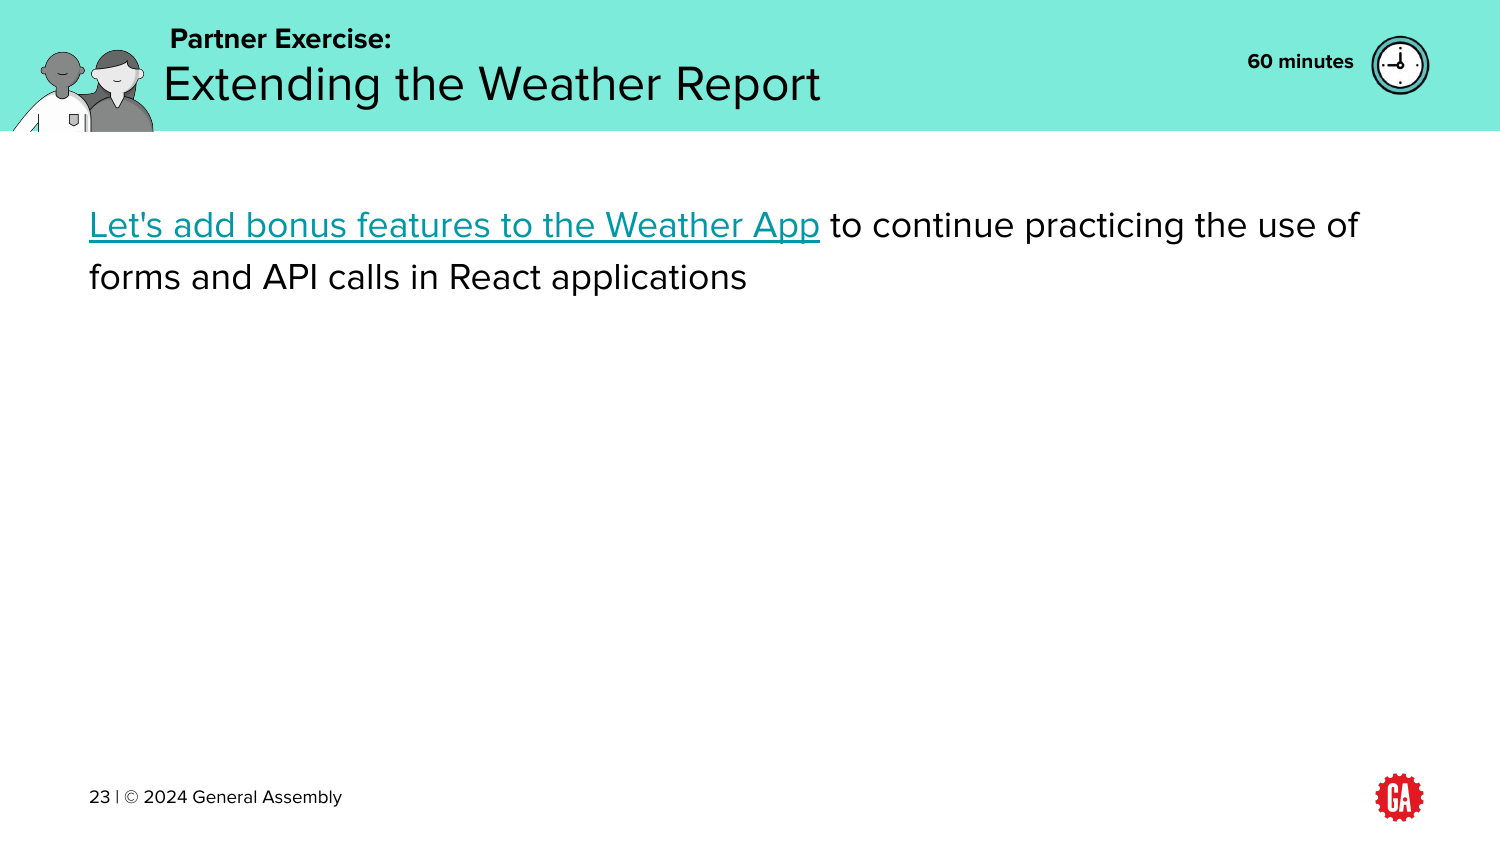 Partner Exercise:
Extending the Weather Report
60 minutes
Let's add bonus features to the Weather App to continue practicing the use of
forms and API calls in React applications
23 | © 2024 General Assembly
GA